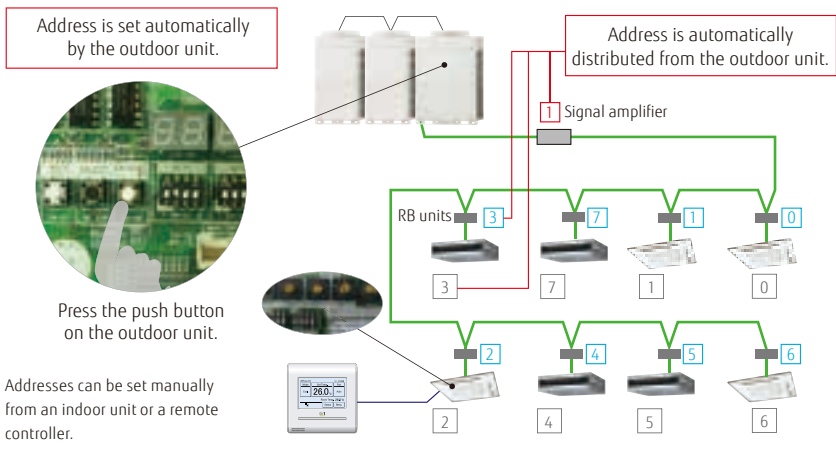 Address is set automatically
by the outdoor unit.
Address is automatically
distributed from the outdoor unit.
1 Signal amplifier
RB units
3
7
1
0
3
7
1
0
Press the push button
on the outdoor unit.
2
4
5
6
Addresses can be set manually
from an indoor unit or a remote
controller.
26.0
2
4
5
6